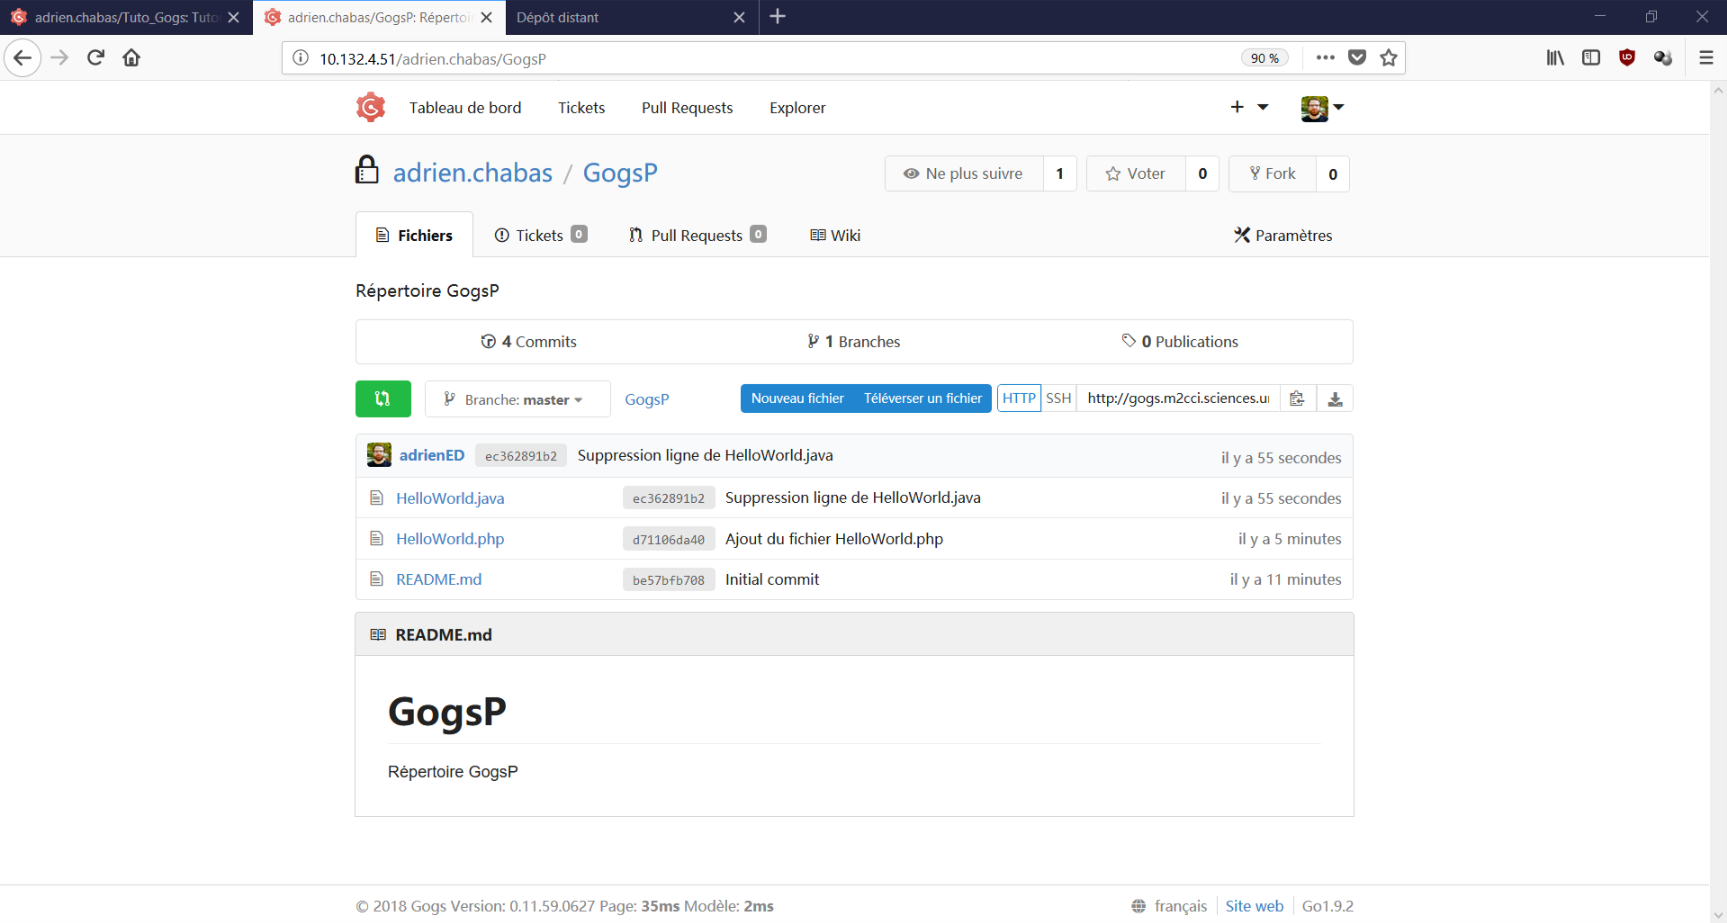 adrien.chabas/Tuto_Gogs: Tuto
adrien.chabas/GogsP: Répertoir
Dépôt distant
10.132.4.51/adrien.chabas/GogsP
90 %
Tableau de bord Tickets Pull Requests Explorer
adrien.chabas / GogsP
Ne plus suivre 1 Voter 0 Fork 0
Fichiers Tickets 0 Pull Requests 0 Wiki Paramètres
Répertoire GogsP
4 Commits 1 Branches 0 Publications
Branche: master GogsP Nouveau fichier Téléverser un fichier HTTP SSH http://gogs.m2cci.sciences.ur
adrienED ec362891b2 Suppression ligne de HelloWorld.java il y a 55 secondes
HelloWorld.java ec362891b2 Suppression ligne de HelloWorld.java il y a 55 secondes
HelloWorld.php d71106da40 Ajout du fichier HelloWorld.php il y a 5 minutes
README.md be57bfb708 Initial commit il y a 11 minutes
README.md
GogsP
Répertoire GogsP
© 2018 Gogs Version: 0.11.59.0627 Page: 35ms Modèle: 2ms français Site web Go1.9.2